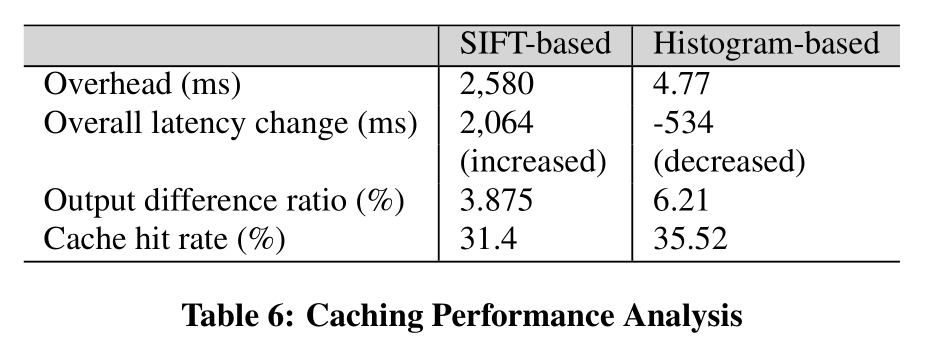 SIFT-based Histogram-based
Overhead (ms) 2,580 4.77
Overall latency change (ms) 2,064 -534
(increased) (decreased)
Output difference ratio (%) 3.875 6.21
Cache hit rate (%) 31.4 35.52
Table 6: Caching Performance Analysis